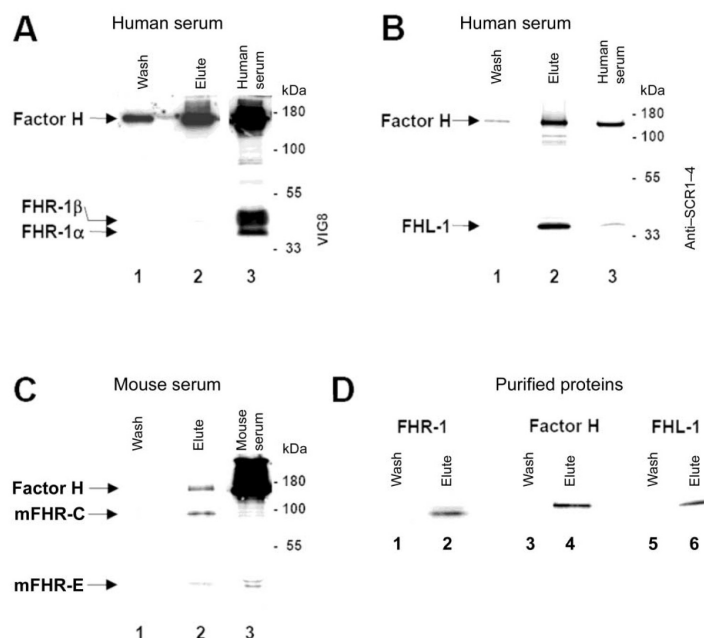 A
Human serum
Wash
Elute
Human
serum
kDa
Factor H
- 180
- 100
- 55
FHR-1β
FHR-1α
- 33
VIG8
1 2 3
B
Human serum
Wash
Elute
Human
serum
kDa
Factor H
- 180
- 100
- 55
FHL-1
- 33
Anti–SCR1–4
1 2 3
C
Mouse serum
Wash
Elute
Mouse
serum
kDa
Factor H
- 180
mFHR-C
- 100
- 55
mFHR-E
1 2 3
D
Purified proteins
FHR-1 Factor H FHL-1
Wash
Elute
Wash
Elute
Wash
Elute
1 2 3 4 5 6